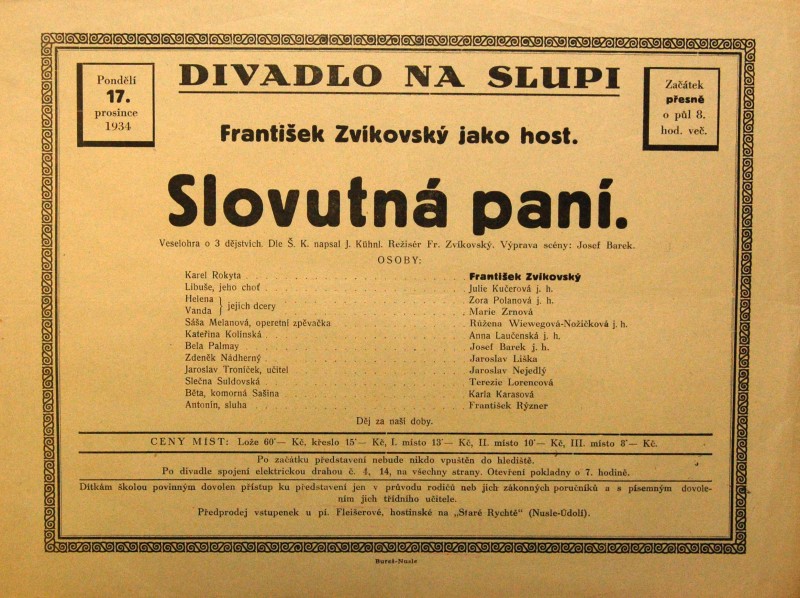 Pondělí
17.
prosince
1934
DIVADLO NA SLUPI
Začátek
přesně
o půl 8.
hod. več.
František Zvíkovský jako host.
Slovutná paní.
Veselohra o 3 dějstvích. Dle Š. K. napsal J. Kühnl. Režisér Fr. Zvíkovský. Výprava scény: Josef Barek.
OSOBY:
Karel Rokyta . . . . . František Zvíkovský
Libuše, jeho choť . . . . . Julie Kučerová j. h.
Helena } jejich dcery . . . . . Zora Polanová j. h.
Vanda } jejich dcery . . . . . Marie Zrnová
Sáša Melanová, operetní zpěvačka . . . . . Růžena Wiewegová-Nožičková j. h.
Kateřina Kolinská . . . . . Anna Laučenská j. h.
Bela Palmay . . . . . Josef Barek j. h.
Zdeněk Nádherný . . . . . Jaroslav Liška
Jaroslav Troníček, učitel . . . . . Jaroslav Nejedlý
Slečna Suldovská . . . . . Terezie Lorencová
Běta, komorná Sašina . . . . . Karla Karasová
Antonín, sluha . . . . . František Rýzner
Děj za naší doby.
CENY MÍST: Lože 60'— Kč, křeslo 15'— Kč, I. místo 13'— Kč, II. místo 10'— Kč, III. místo 8'— Kč.
Po začátku představení nebude nikdo vpuštěn do hlediště.
Po divadle spojení elektrickou drahou č. 4, 14, na všechny strany. Otevření pokladny o 7. hodině.
Dítkám školou povinným dovolen přístup ku představení jen v průvodu rodičů neb jich zákonných poručníků a s písemným dovole-
ním jich třídního učitele.
Předprodej vstupenek u pí. Fleišerové, hostinské na „Staré Rychtě" (Nusle-Údolí).
Bureš-Nusle